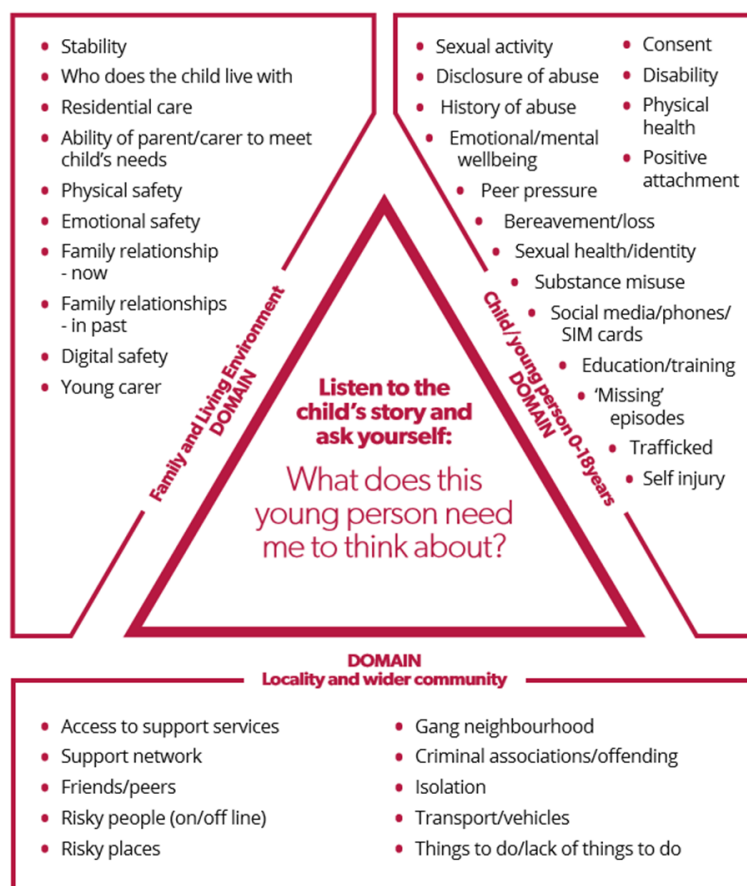 • Stability
• Who does the child live with
• Residential care
• Ability of parent/carer to meet
child's needs
• Physical safety
• Emotional safety
• Family relationship
- now
• Family relationships
- in past
• Digital safety
• Young carer
Family and Living Environment
DOMAIN
• Sexual activity
• Disclosure of abuse
• History of abuse
• Emotional/mental
wellbeing
• Peer pressure
• Bereavement/loss
• Sexual health/identity
• Substance misuse
• Social media/phones/
SIM cards
• Education/training
• ‘Missing’
episodes
• Trafficked
• Self injury
• Consent
• Disability
• Physical
health
• Positive
attachment
Child/young person 0-18years
DOMAIN
Listen to the
child's story and
ask yourself:
What does this
young person need
me to think about?
DOMAIN
Locality and wider community
• Access to support services
• Support network
• Friends/peers
• Risky people (on/off line)
• Risky places
• Gang neighbourhood
• Criminal associations/offending
• Isolation
• Transport/vehicles
• Things to do/lack of things to do